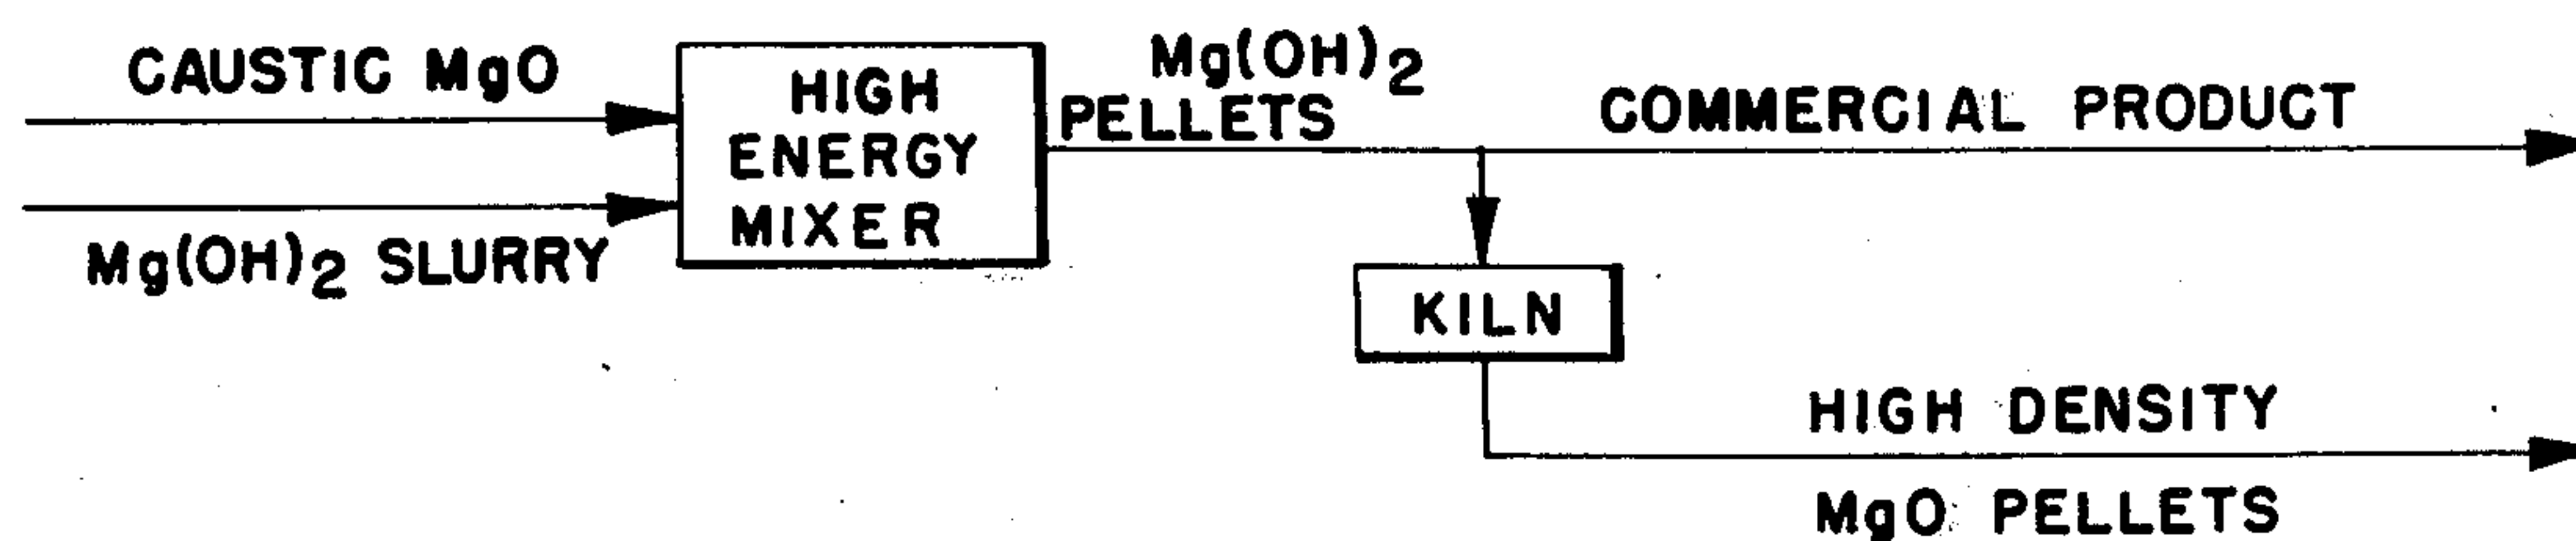 CAUSTIC MgO
Mg(OH)2 SLURRY
HIGH
ENERGY
MIXER
Mg(OH)2
PELLETS
COMMERCIAL PRODUCT
KILN
HIGH DENSITY
MgO PELLETS